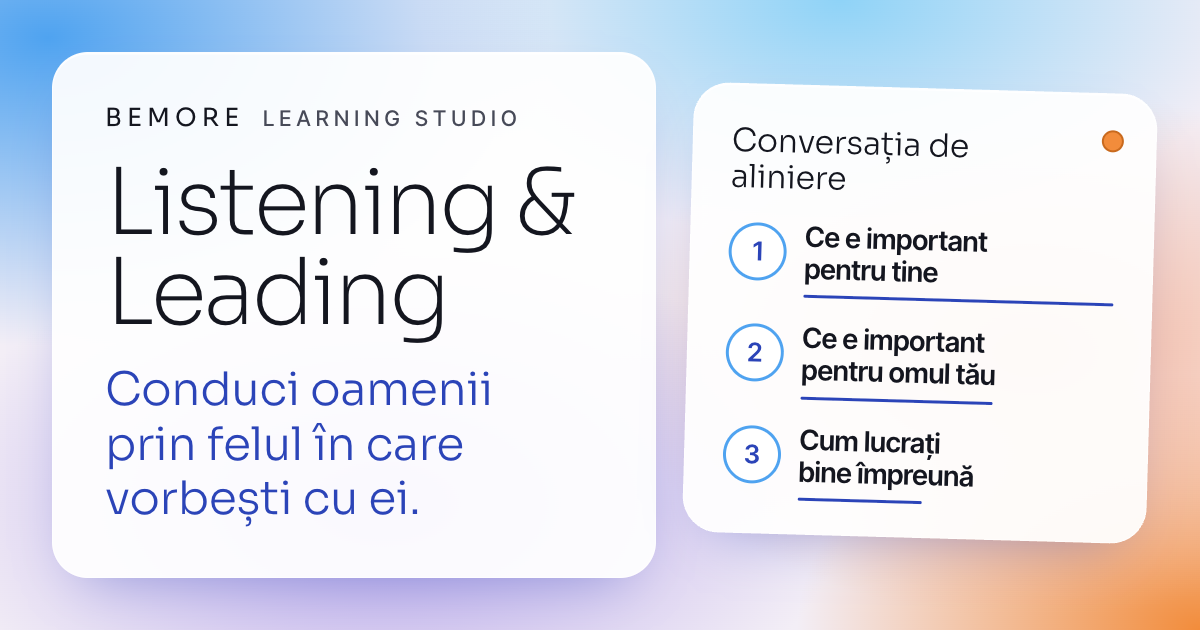 BEMORE LEARNING STUDIO
Listening &
Leading
Conduci oamenii
prin felul în care
vorbești cu ei.
Conversația de
aliniere
1 Ce e important
pentru tine
2 Ce e important
pentru omul tău
3 Cum lucrați
bine împreună